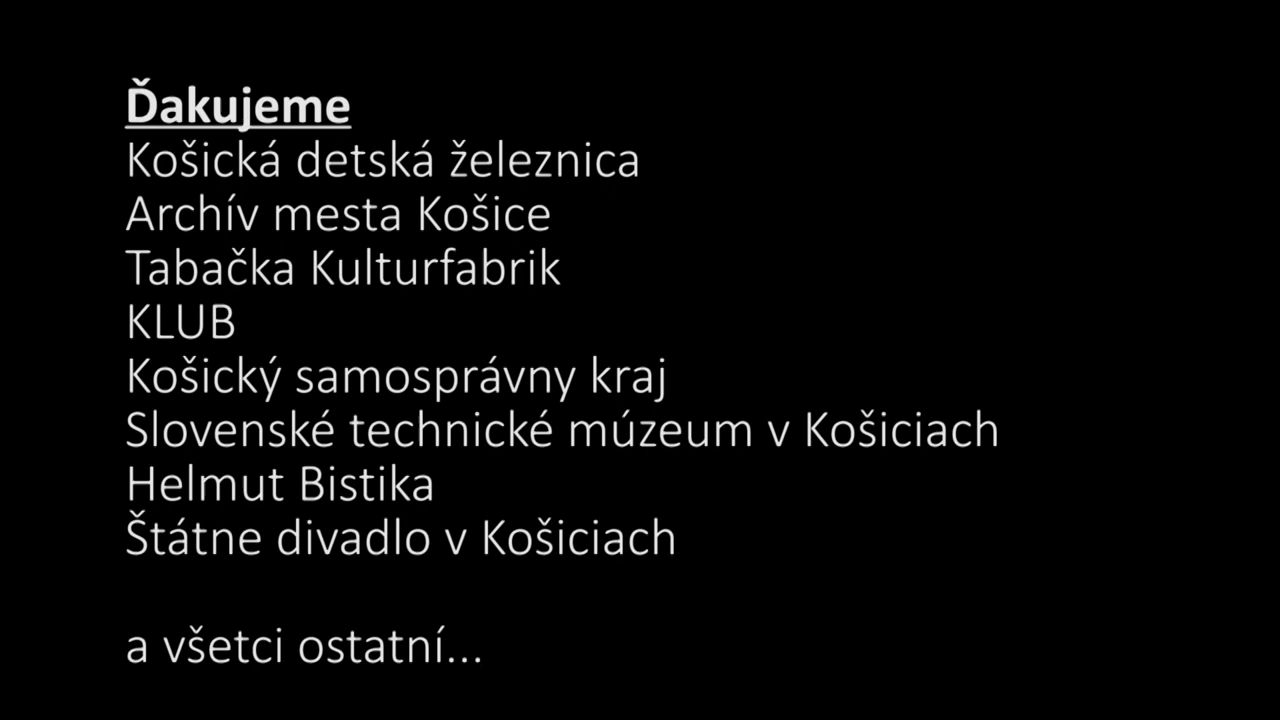 Ďakujeme
Košická detská železnica
Archív mesta Košice
Tabačka Kulturfabrik
KLUB
Košický samosprávny kraj
Slovenské technické múzeum v Košiciach
Helmut Bistika
Štátne divadlo v Košiciach
a všetci ostatní...